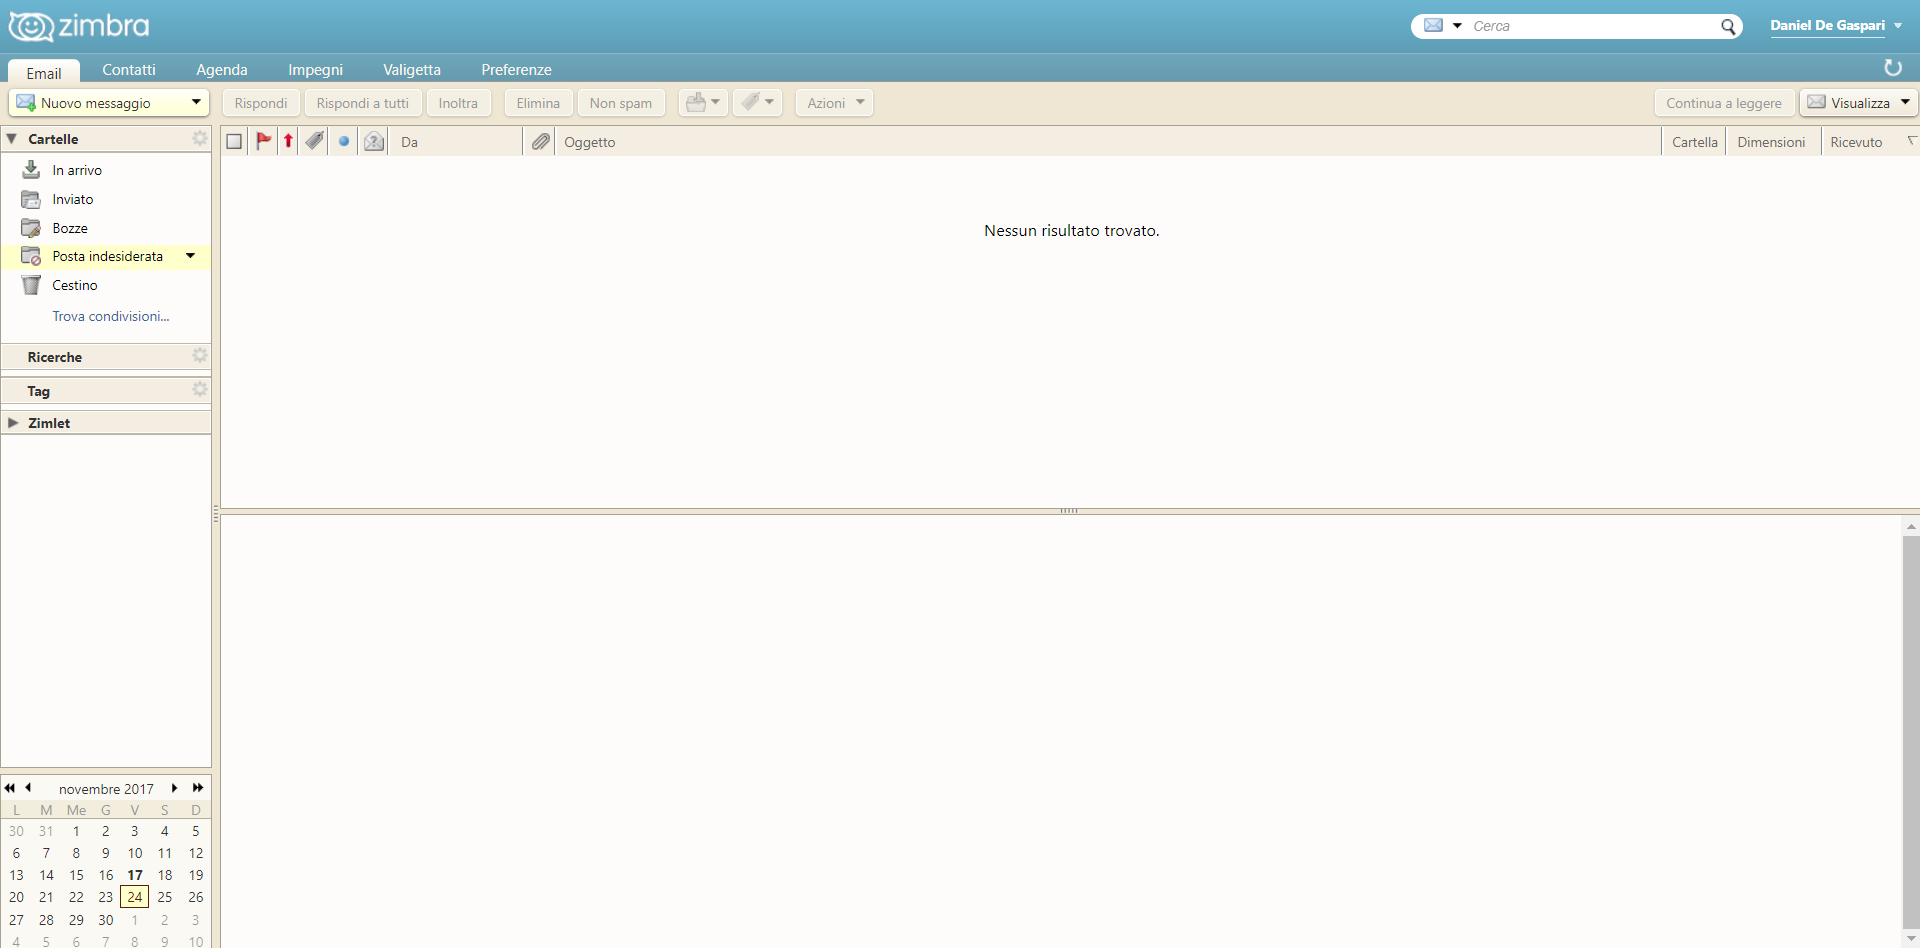 zimbra
Cerca
Daniel De Gaspari
Email Contatti Agenda Impegni Valigetta Preferenze
Nuovo messaggio Rispondi Rispondi a tutti Inoltra Elimina Non spam Azioni Continua a leggere Visualizza
Cartelle
Da Oggetto Cartella Dimensioni Ricevuto
In arrivo
Inviato
Bozze
Posta indesiderata
Cestino
Trova condivisioni...
Nessun risultato trovato.
Ricerche
Tag
Zimlet
novembre 2017
L M Me G V S D
30 31 1 2 3 4 5
6 7 8 9 10 11 12
13 14 15 16 17 18 19
20 21 22 23 24 25 26
27 28 29 30 1 2 3
4 5 6 7 8 9 10